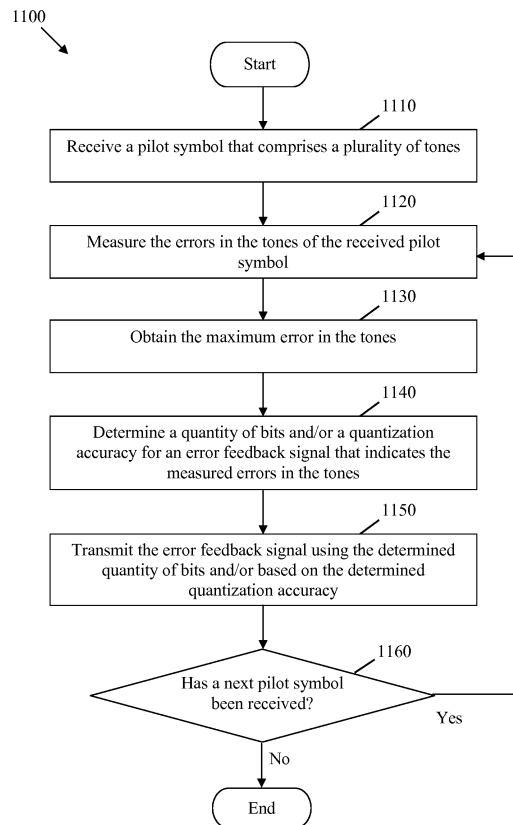 1100
Start
1110
Receive a pilot symbol that comprises a plurality of tones
1120
Measure the errors in the tones of the received pilot
symbol
1130
Obtain the maximum error in the tones
1140
Determine a quantity of bits and/or a quantization
accuracy for an error feedback signal that indicates the
measured errors in the tones
1150
Transmit the error feedback signal using the determined
quantity of bits and/or based on the determined
quantization accuracy
1160
Has a next pilot symbol
been received?
Yes
No
End